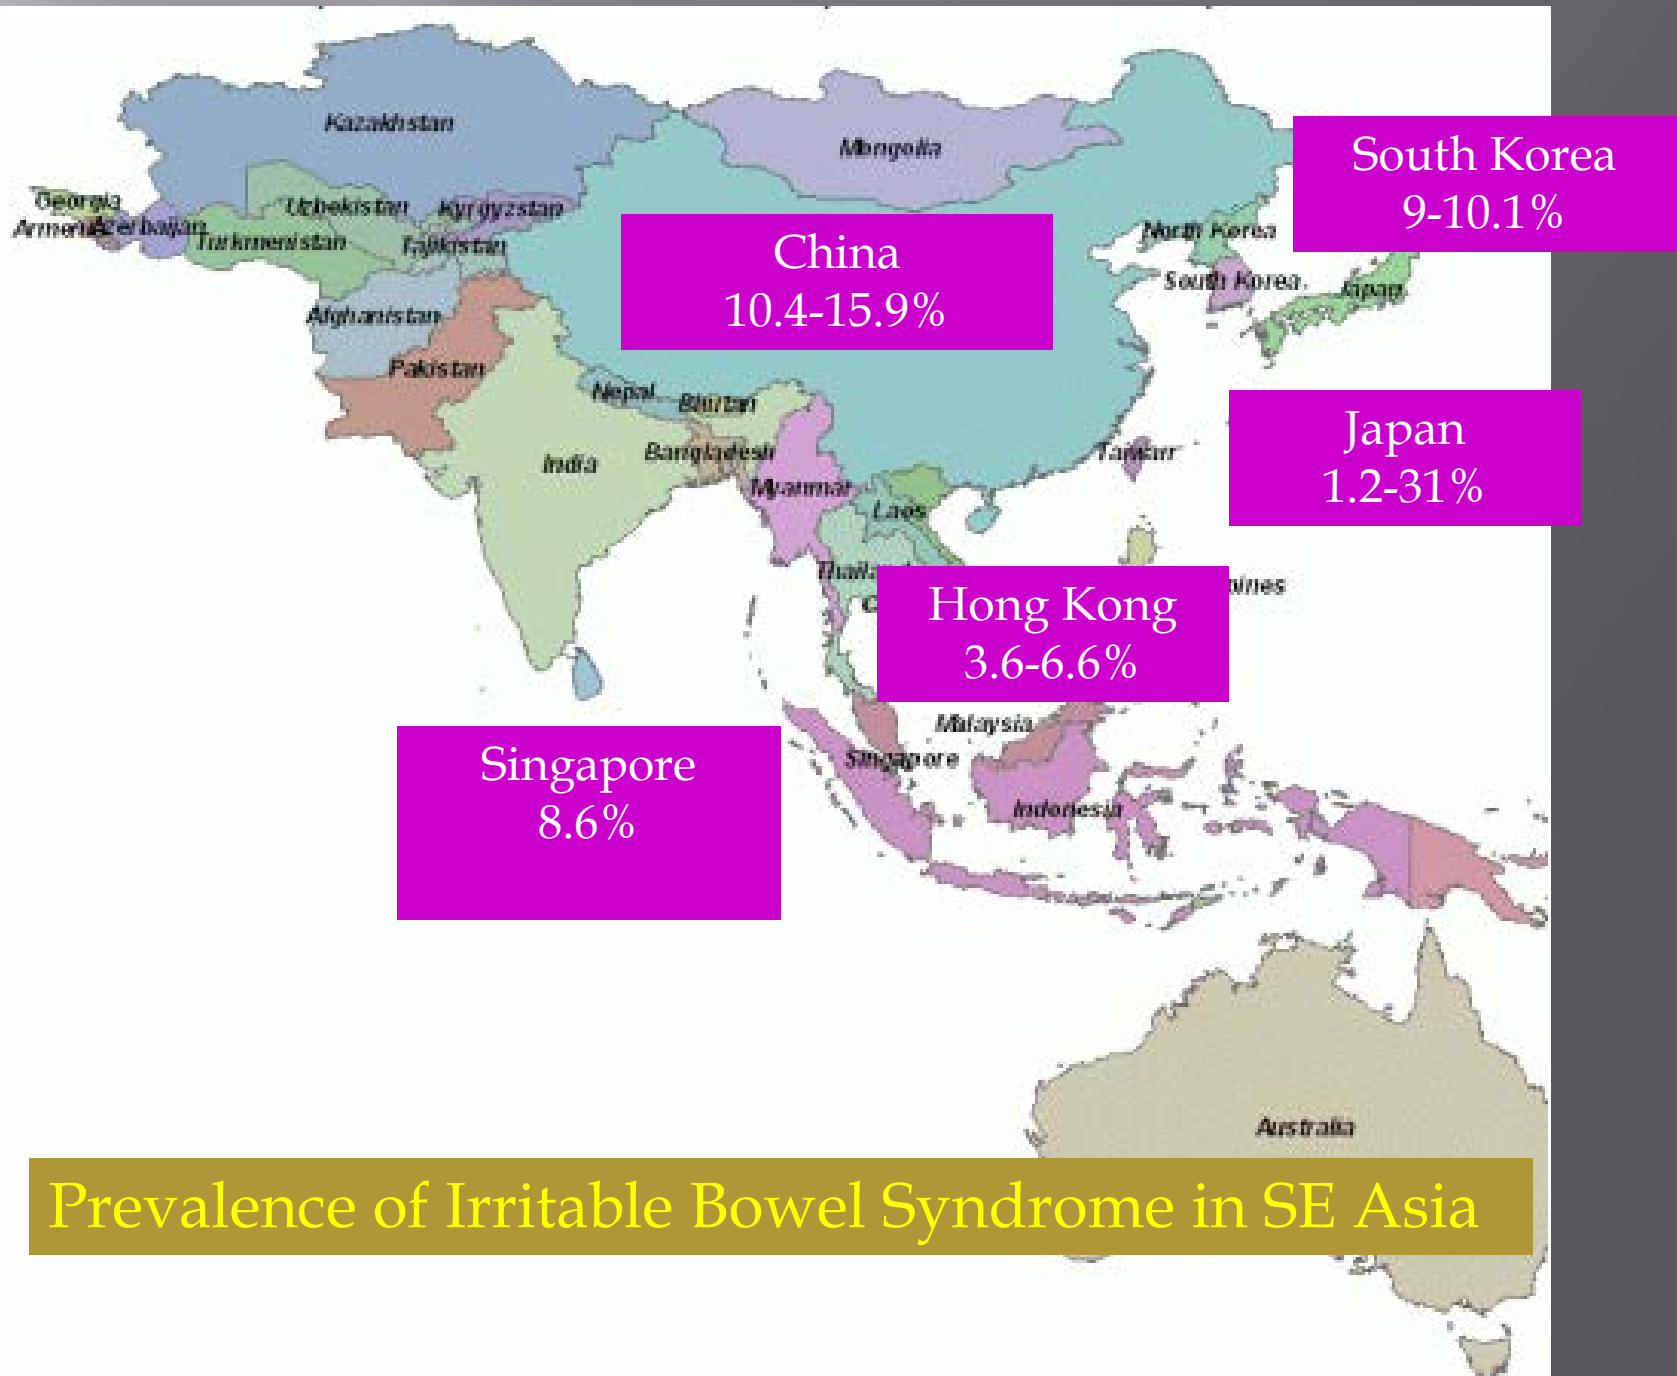 Kazakhstan
Mongolia
South Korea
9-10.1%
Georgia
Uzbekistan
Kyrgyzstan
Azerbaijan
Turkmenistan
Tajikistan
China
10.4-15.9%
North Korea
South Korea
Japan
Afghanistan
Pakistan
Nepal
Bhutan
Japan
1.2-31%
India
Bangladesh
Taiwan
Myanmar
Laos
Hong Kong
3.6-6.6%
Malaysia
Singapore
Singapore
8.6%
Indonesia
Australia
Prevalence of Irritable Bowel Syndrome in SE Asia